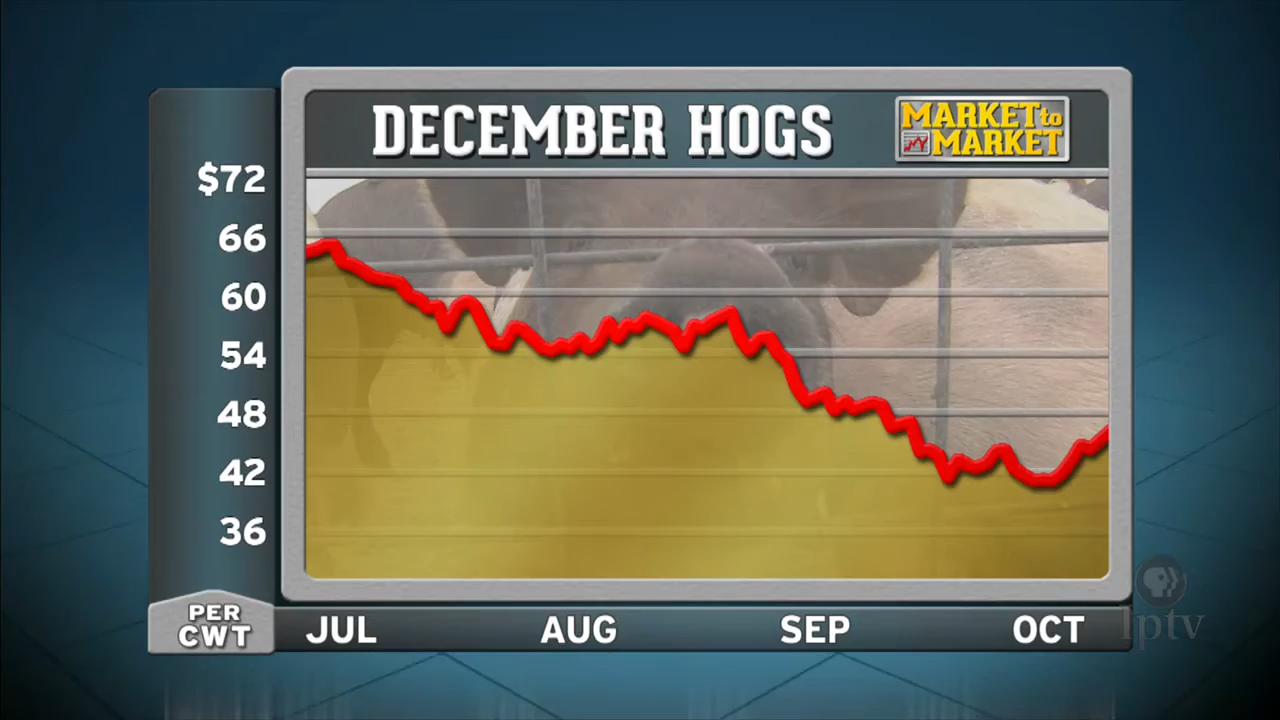 DECEMBER HOGS
MARKET to
MARKET
$72
66
60
54
48
42
36
PER
CWT
JUL AUG SEP OCT
iptv